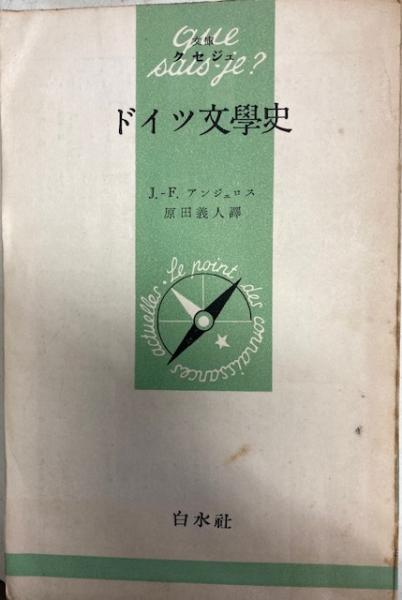 que
文庫
クセジュ
sais-je?
ドイツ文學史
J.-F. アンジェロス
原田義人譯
Le point des connaissances actuelles.
白水社